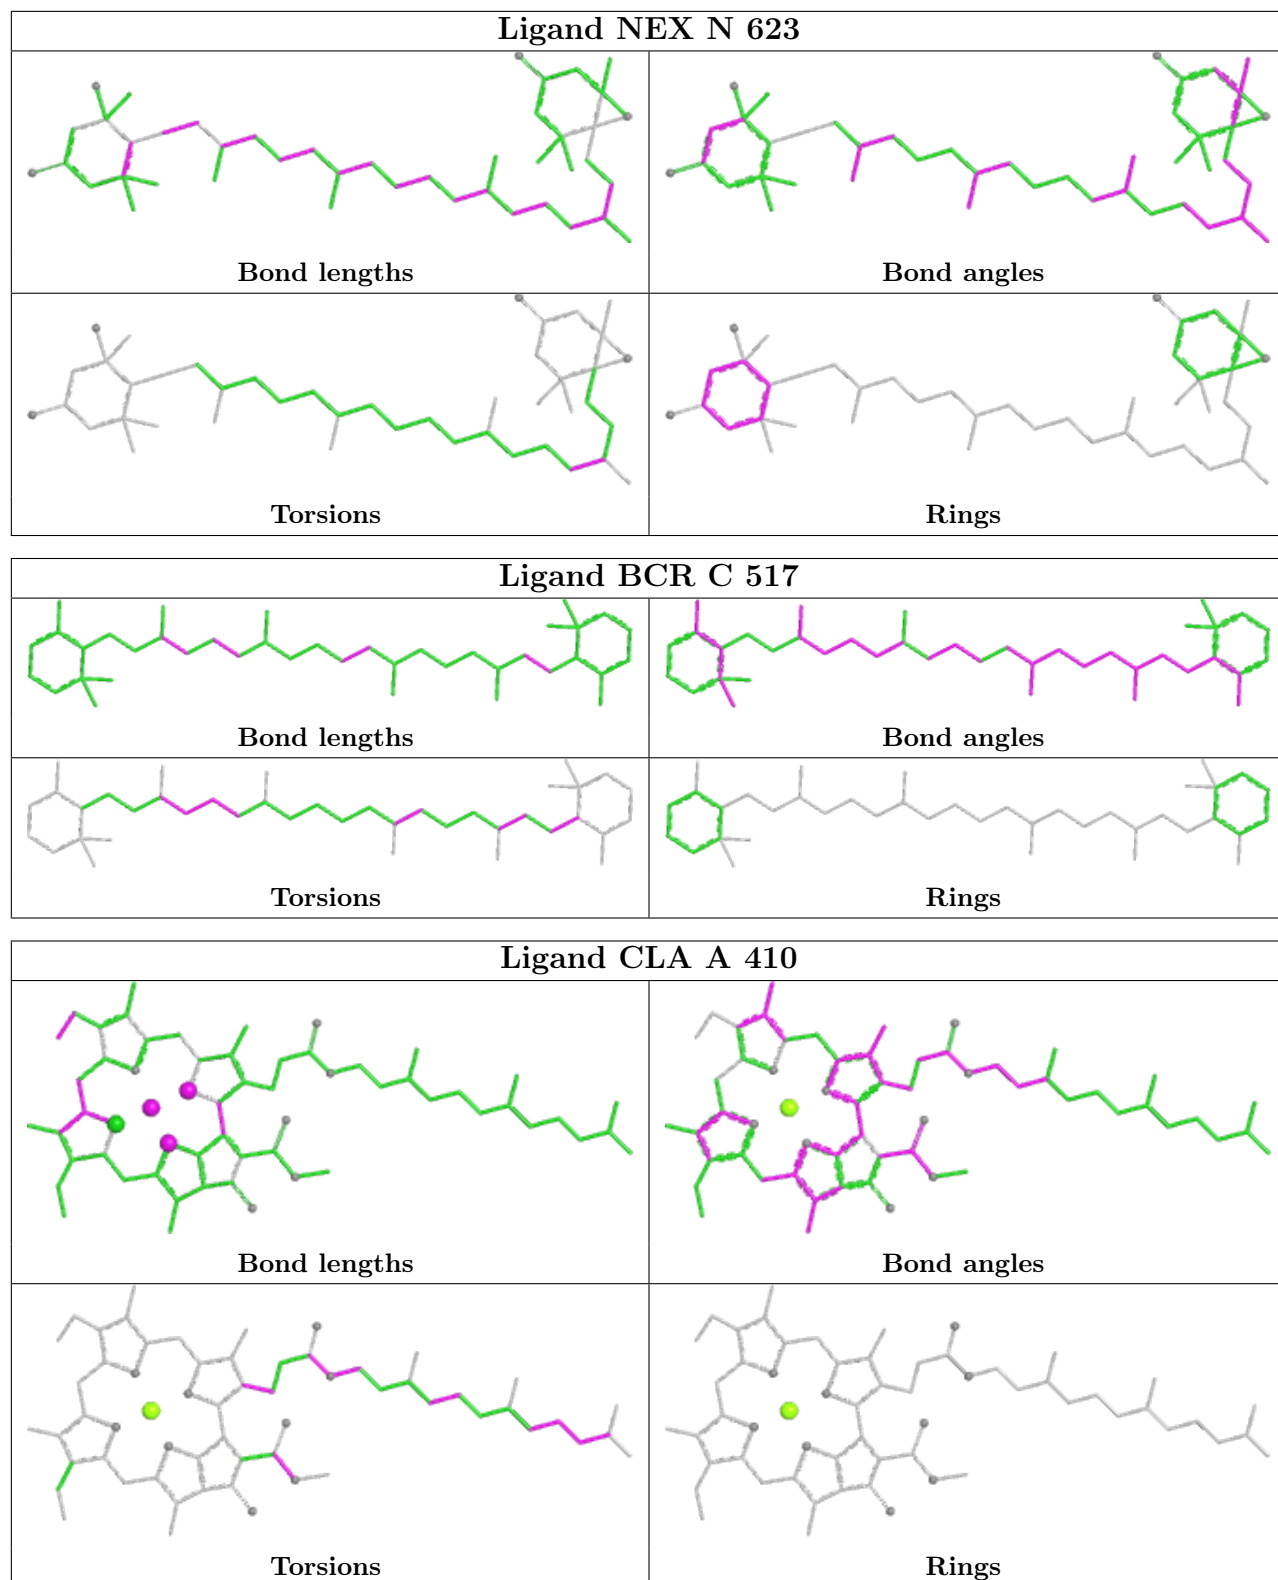 Ligand NEX N 623
Bond lengths
Bond angles
Torsions
Rings
Ligand BCR C 517
Bond lengths
Bond angles
Torsions
Rings
Ligand CLA A 410
Bond lengths
Bond angles
Torsions
Rings